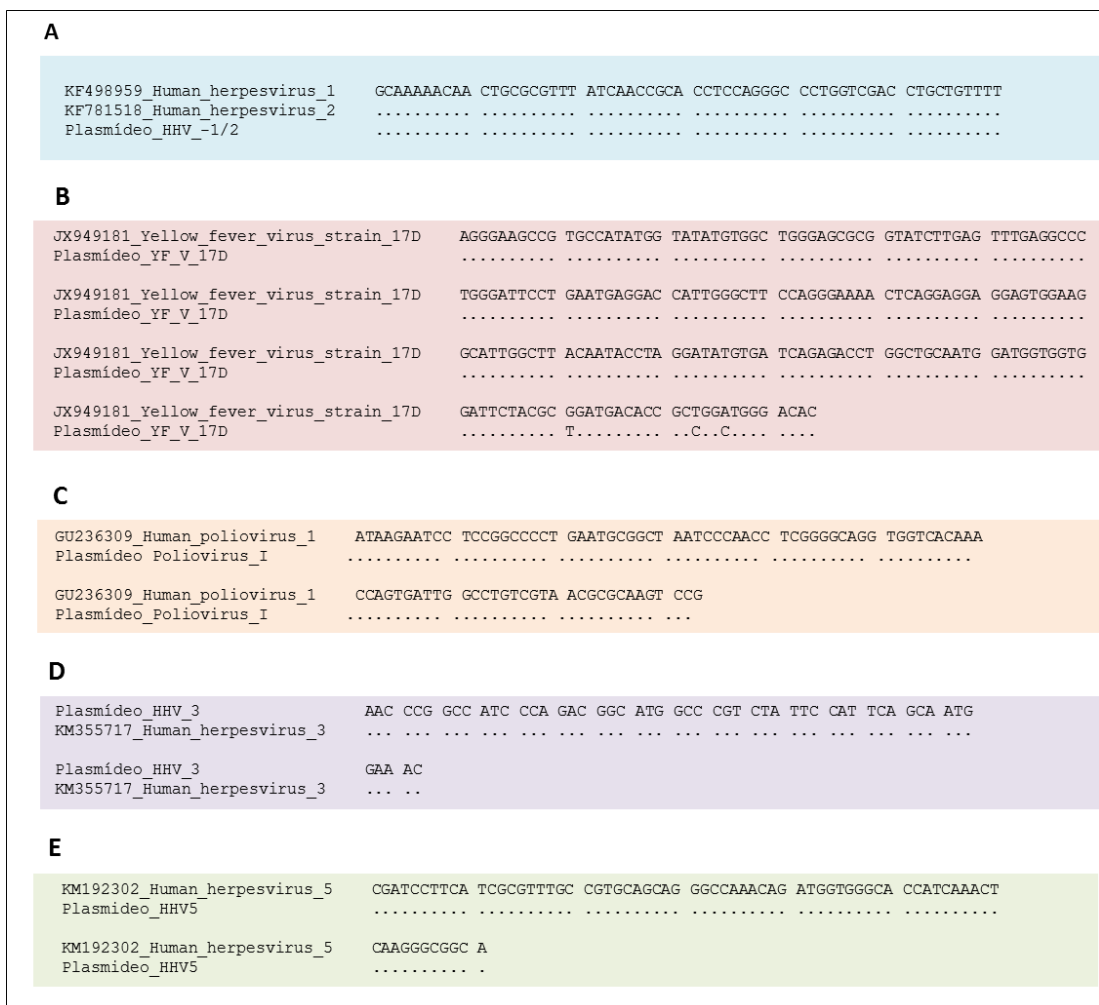 A
KF498959_Human_herpesvirus_1 GCAAAAACAA CTGCGCGTTT ATCAACCGCA CCTCCAGGGC CCTGGTCGAC CTGCTGTTTT
KF781518_Human_herpesvirus_2 .......... .......... .......... .......... .......... ..........
Plasmídeo_HHV_-1/2 .......... .......... .......... .......... .......... ..........
B
JX949181_Yellow_fever_virus_strain_17D AGGGAAGCCG TGCCATATGG TATATGTGGC TGGGAGCGCG GTATCTTGAG TTTGAGGCCC
Plasmídeo_YF_V_17D .......... .......... .......... .......... .......... ..........
JX949181_Yellow_fever_virus_strain_17D TGGGATTCCT GAATGAGGAC CATTGGGCTT CCAGGGAAAA CTCAGGAGGA GGAGTGGAAG
Plasmídeo_YF_V_17D .......... .......... .......... .......... .......... ..........
JX949181_Yellow_fever_virus_strain_17D GCATTGGCTT ACAATACCTA GGATATGTGA TCAGAGACCT GGCTGCAATG GATGGTGGTG
Plasmídeo_YF_V_17D .......... .......... .......... .......... .......... ..........
JX949181_Yellow_fever_virus_strain_17D GATTCTACGC GGATGACACC GCTGGATGGG ACAC
Plasmídeo_YF_V_17D .......... T......... ..C..C.... ....
C
GU236309_Human_poliovirus_1 ATAAGAATCC TCCGGCCCCT GAATGCGGCT AATCCCAACC TCGGGGCAGG TGGTCACAAA
Plasmídeo Poliovirus_I .......... .......... .......... .......... .......... ..........
GU236309_Human_poliovirus_1 CCAGTGATTG GCCTGTCGTA ACGCGCAAGT CCG
Plasmídeo_Poliovirus_I .......... .......... .......... ...
D
Plasmídeo_HHV_3 AAC CCG GCC ATC CCA GAC GGC ATG GCC CGT CTA TTC CAT TCA GCA ATG
KM355717_Human_herpesvirus_3 ... ... ... ... ... ... ... ... ... ... ... ... ... ... ... ...
Plasmídeo_HHV_3 GAA AC
KM355717_Human_herpesvirus_3 ... ..
E
KM192302_Human_herpesvirus_5 CGATCCTTCA TCGCGTTTGC CGTGCAGCAG GGCCAAACAG ATGGTGGGCA CCATCAAACT
Plasmideo_HHV5 .......... .......... .......... .......... .......... ..........
KM192302_Human_herpesvirus_5 CAAGGGCGGC A
Plasmideo_HHV5 .......... .